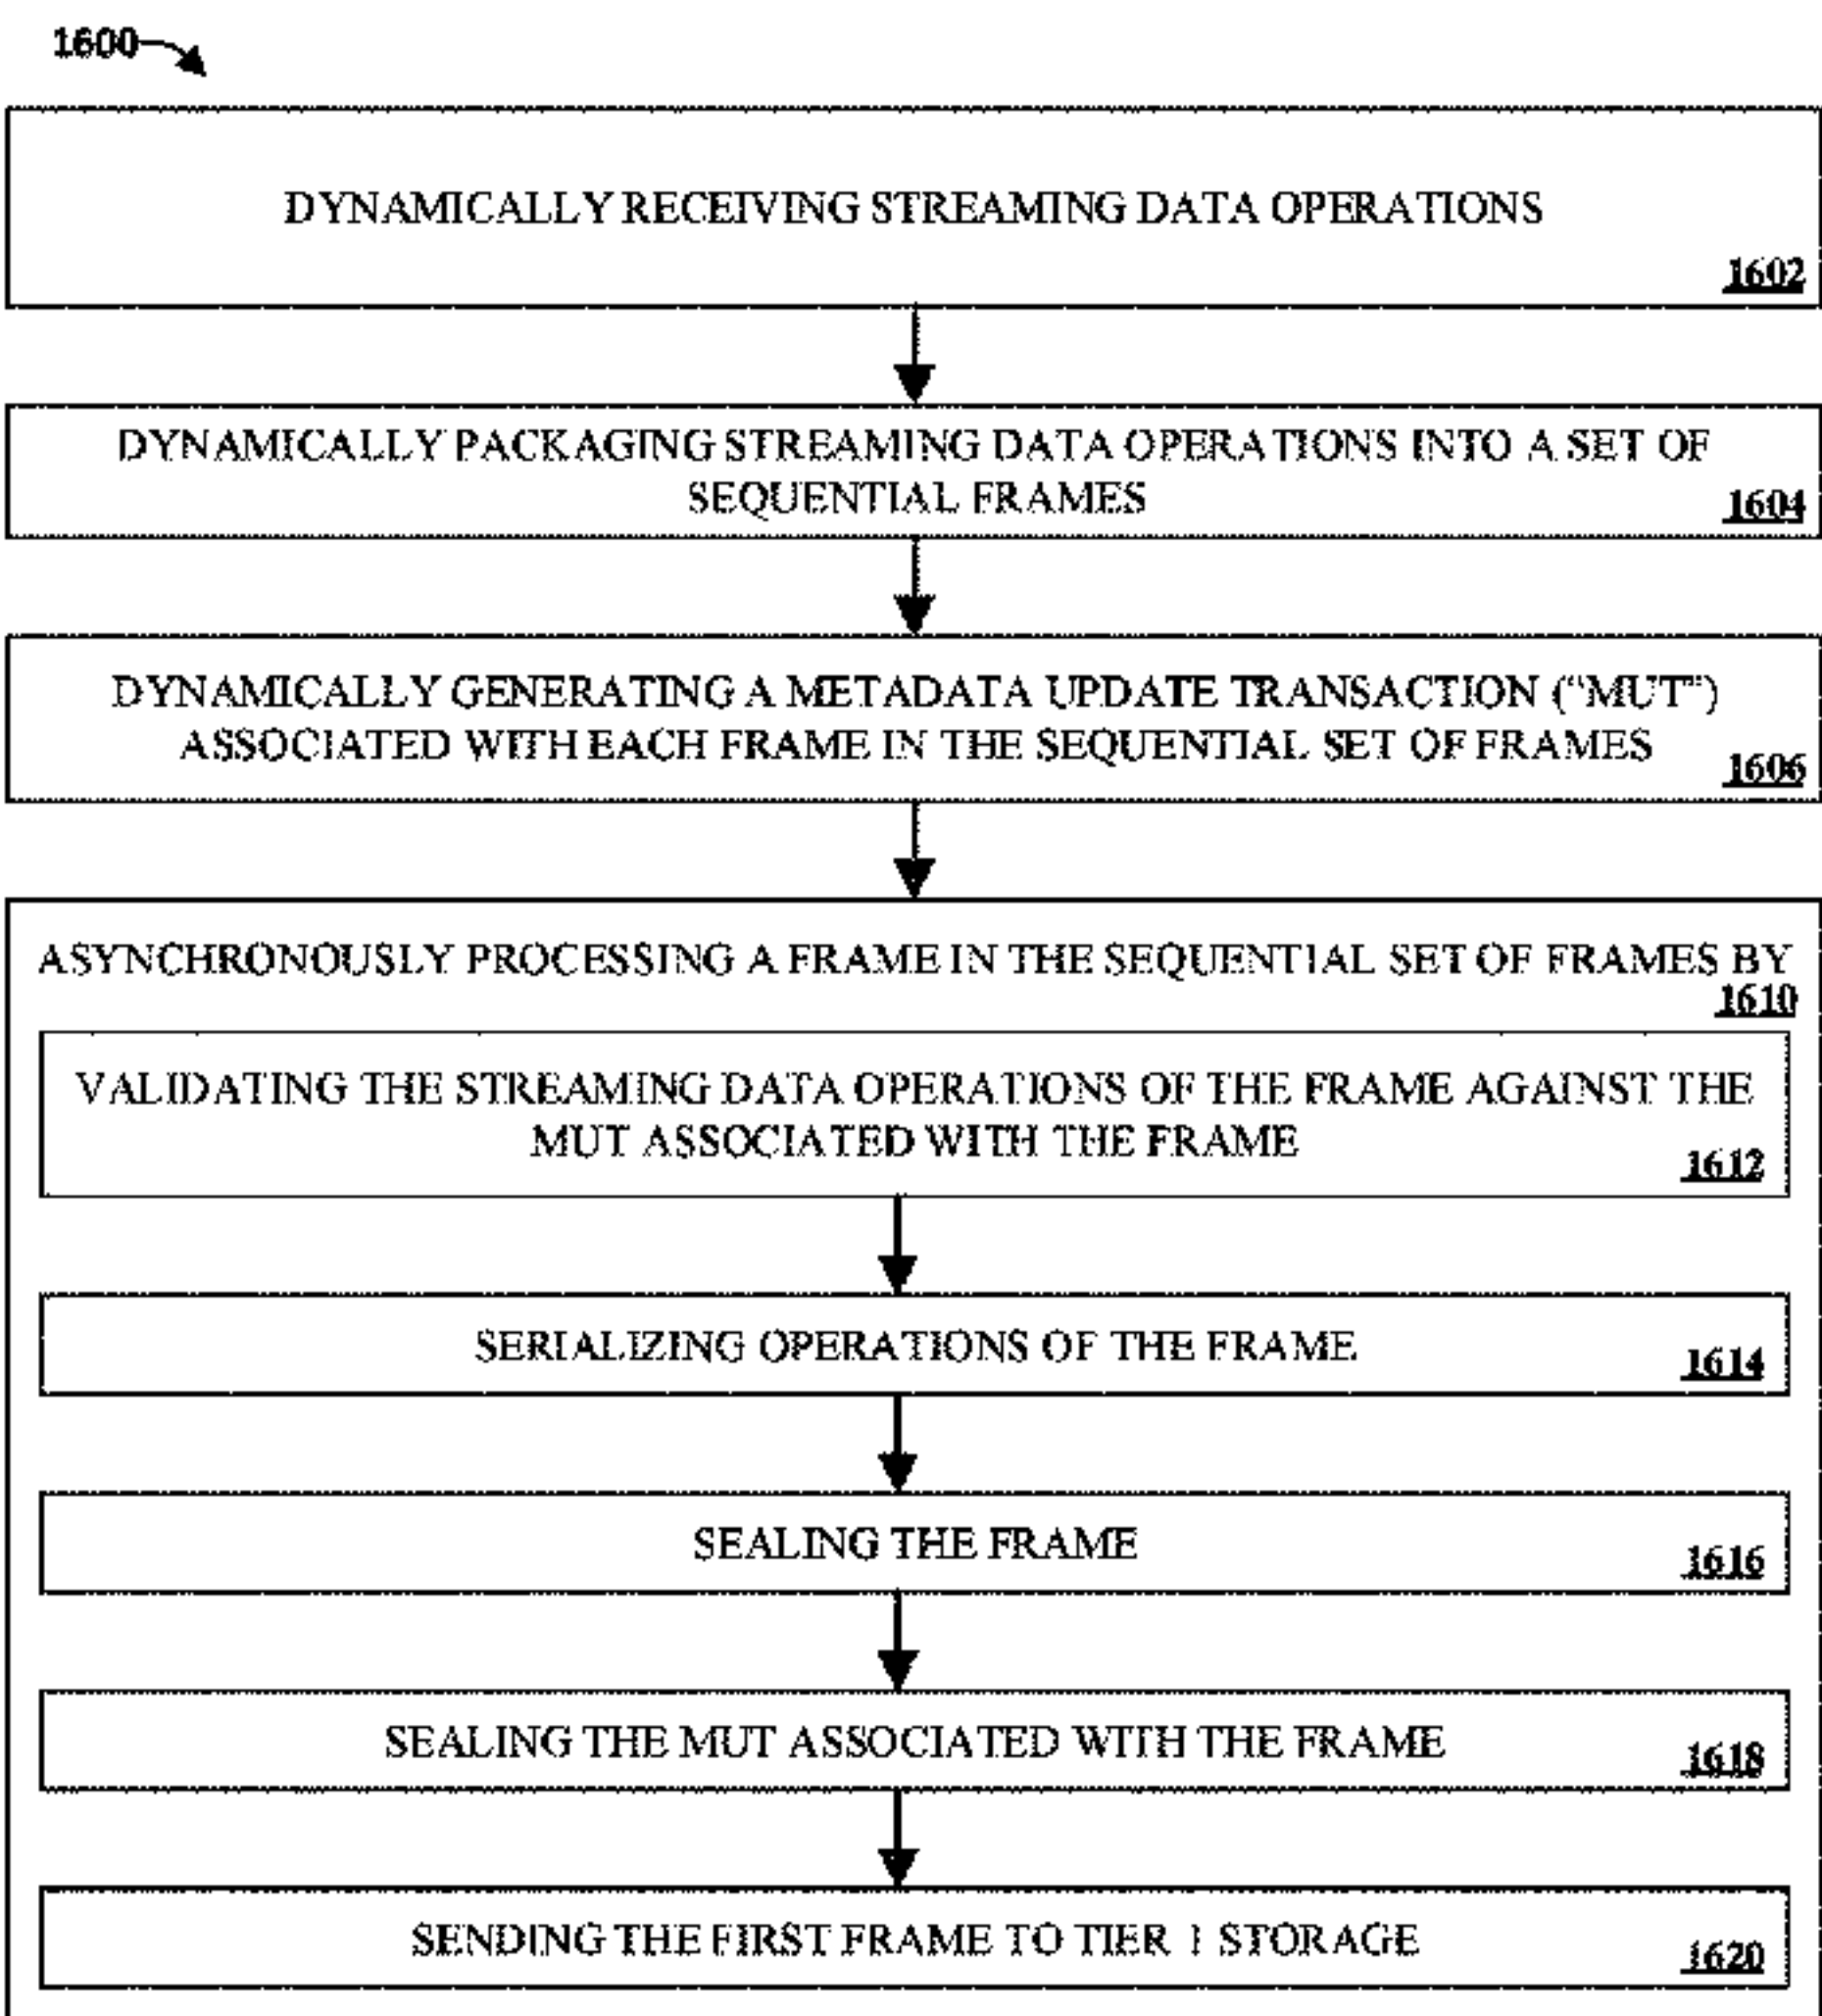 1600
DYNAMICALLY RECEIVING STREAMING DATA OPERATIONS
1602
DYNAMICALLY PACKAGING STREAMING DATA OPERATIONS INTO A SET OF
SEQUENTIAL FRAMES
1604
DYNAMICALLY GENERATING A METADATA UPDATE TRANSACTION ("MUT")
ASSOCIATED WITH EACH FRAME IN THE SEQUENTIAL SET OF FRAMES
1606
ASYNCHRONOUSLY PROCESSING A FRAME IN THE SEQUENTIAL SET OF FRAMES BY
1610
VALIDATING THE STREAMING DATA OPERATIONS OF THE FRAME AGAINST THE
MUT ASSOCIATED WITH THE FRAME
1612
SERIALIZING OPERATIONS OF THE FRAME
1614
SEALING THE FRAME
1616
SEALING THE MUT ASSOCIATED WITH THE FRAME
1618
SENDING THE FIRST FRAME TO TIER 1 STORAGE
1620